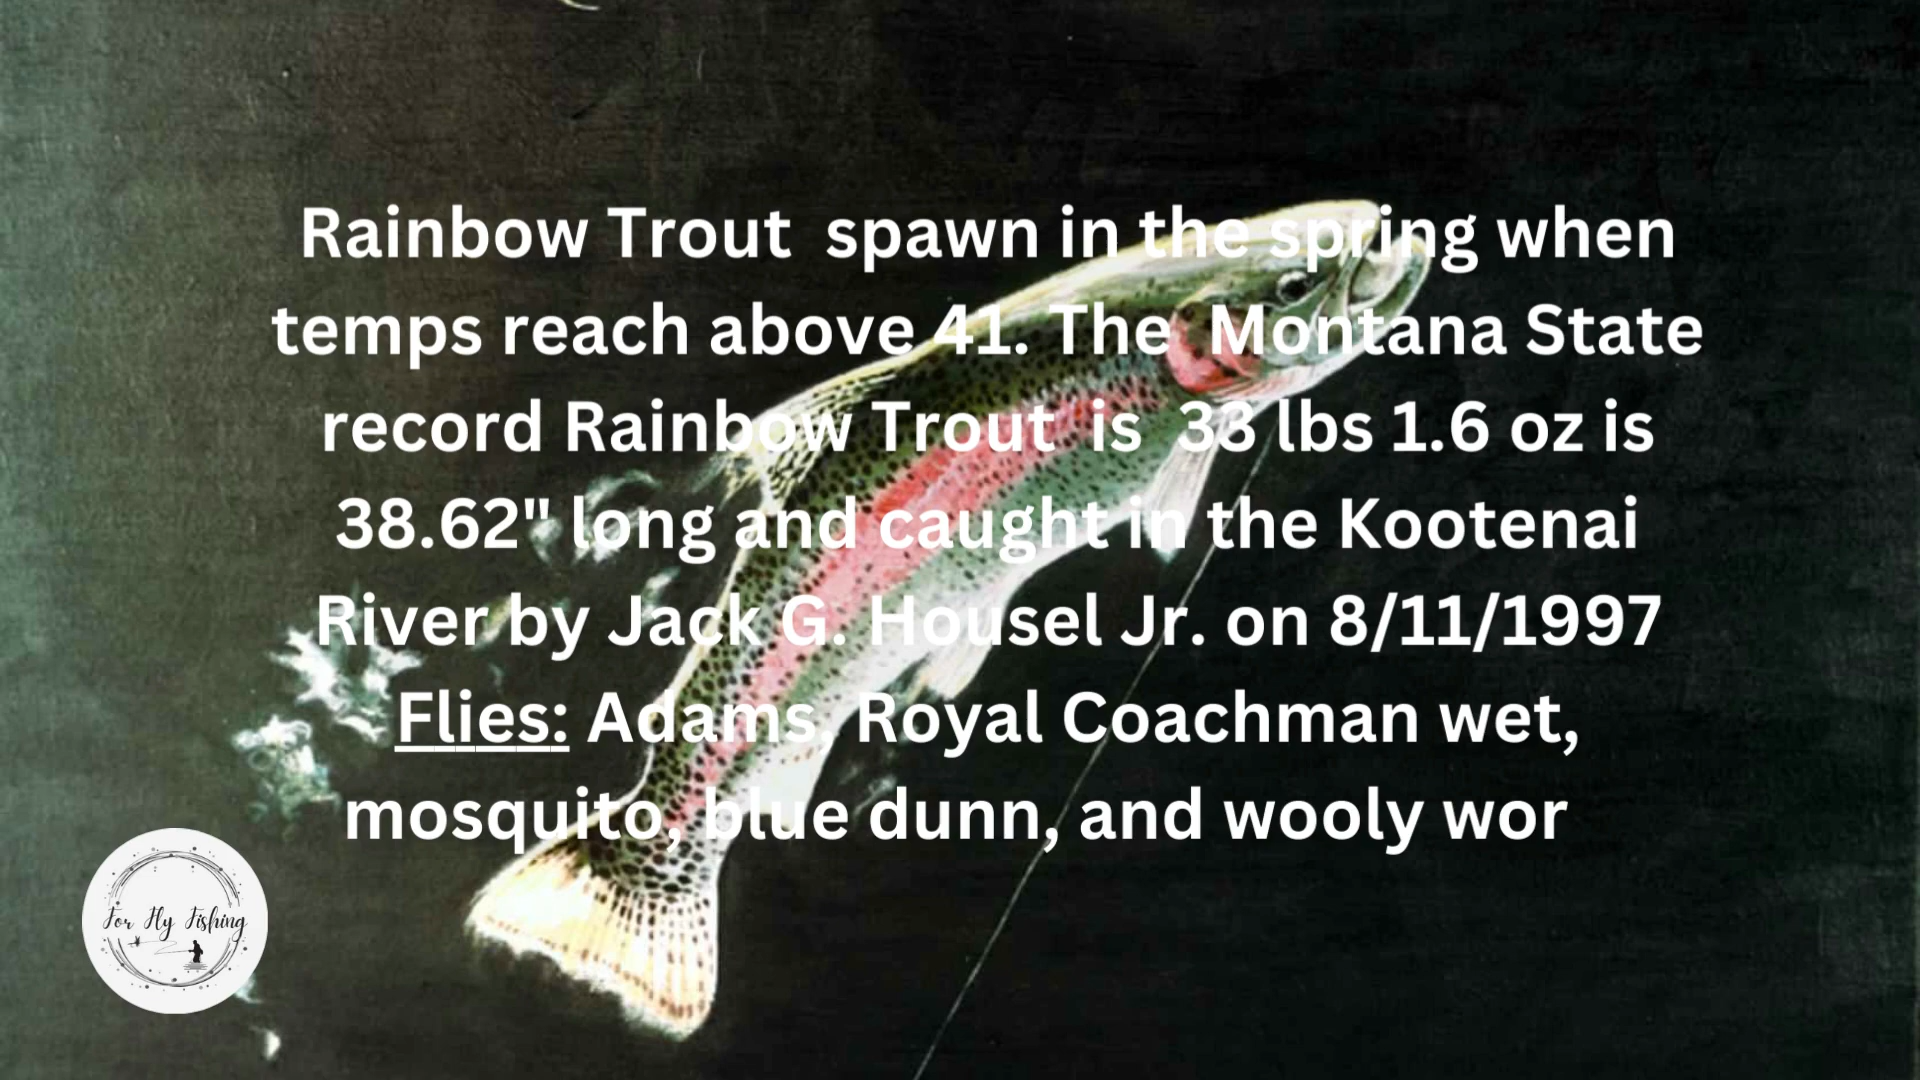 Rainbow Trout spawn in the spring when
temps reach above 41. The Montana State
record Rainbow Trout is 33 lbs 1.6 oz is
38.62" long and caught in the Kootenai
River by Jack G. Housel Jr. on 8/11/1997
Flies: Adams, Royal Coachman wet,
mosquito, blue dunn, and wooly wor
For Fly Fishing